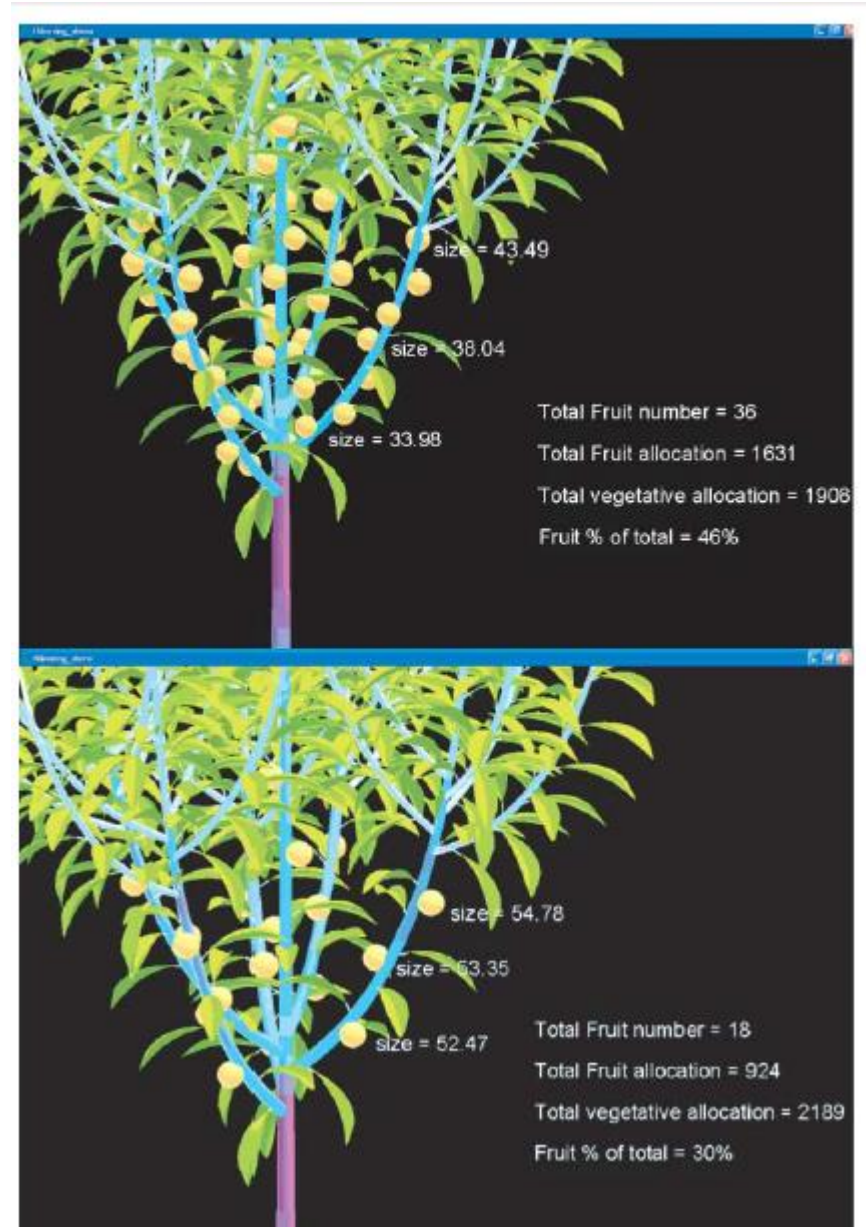 size = 43.49
size = 38.04
size = 33.98
Total Fruit number = 36
Total Fruit allocation = 1631
Total vegetative allocation = 1906
Fruit % of total = 46%
size = 54.78
size = 53.35
size = 52.47
Total Fruit number = 18
Total Fruit allocation = 924
Total vegetative allocation = 2189
Fruit % of total = 30%